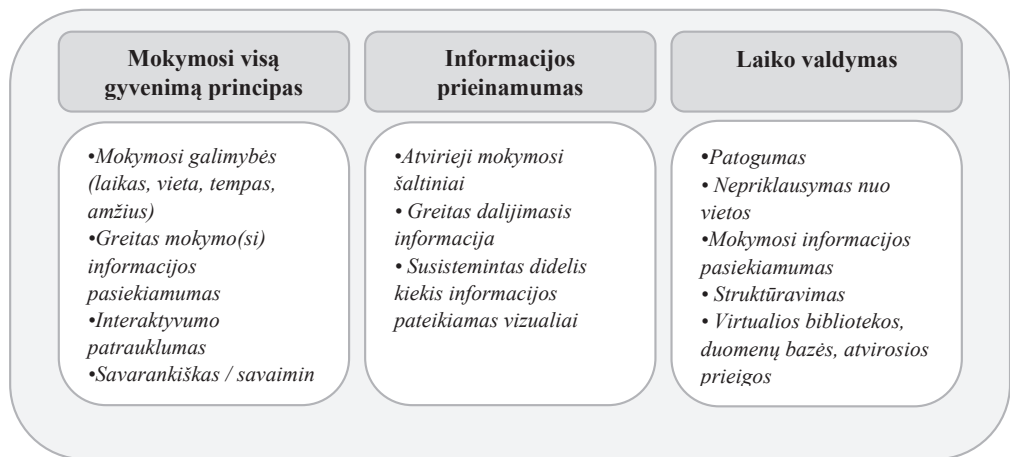 Mokymosi visą
gyvenimą principas
•Mokymosi galimybės
(laikas, vieta, tempas,
amžius)
•Greitas mokymo(si)
informacijos
pasiekiamumas
•Interaktyvumo
patrauklumas
•Savarankiškas / savaimin
Informacijos
prieinamumas
•Atvirieji mokymosi
šaltiniai
• Greitas dalijimasis
informacija
• Susistemintas didelis
kiekis informacijos
pateikiamas vizualiai
Laiko valdymas
•Patogumas
• Nepriklausymas nuo
vietos
•Mokymosi informacijos
pasiekiamumas
• Struktūravimas
• Virtualios bibliotekos,
duomenų bazės, atvirosios
prieigos